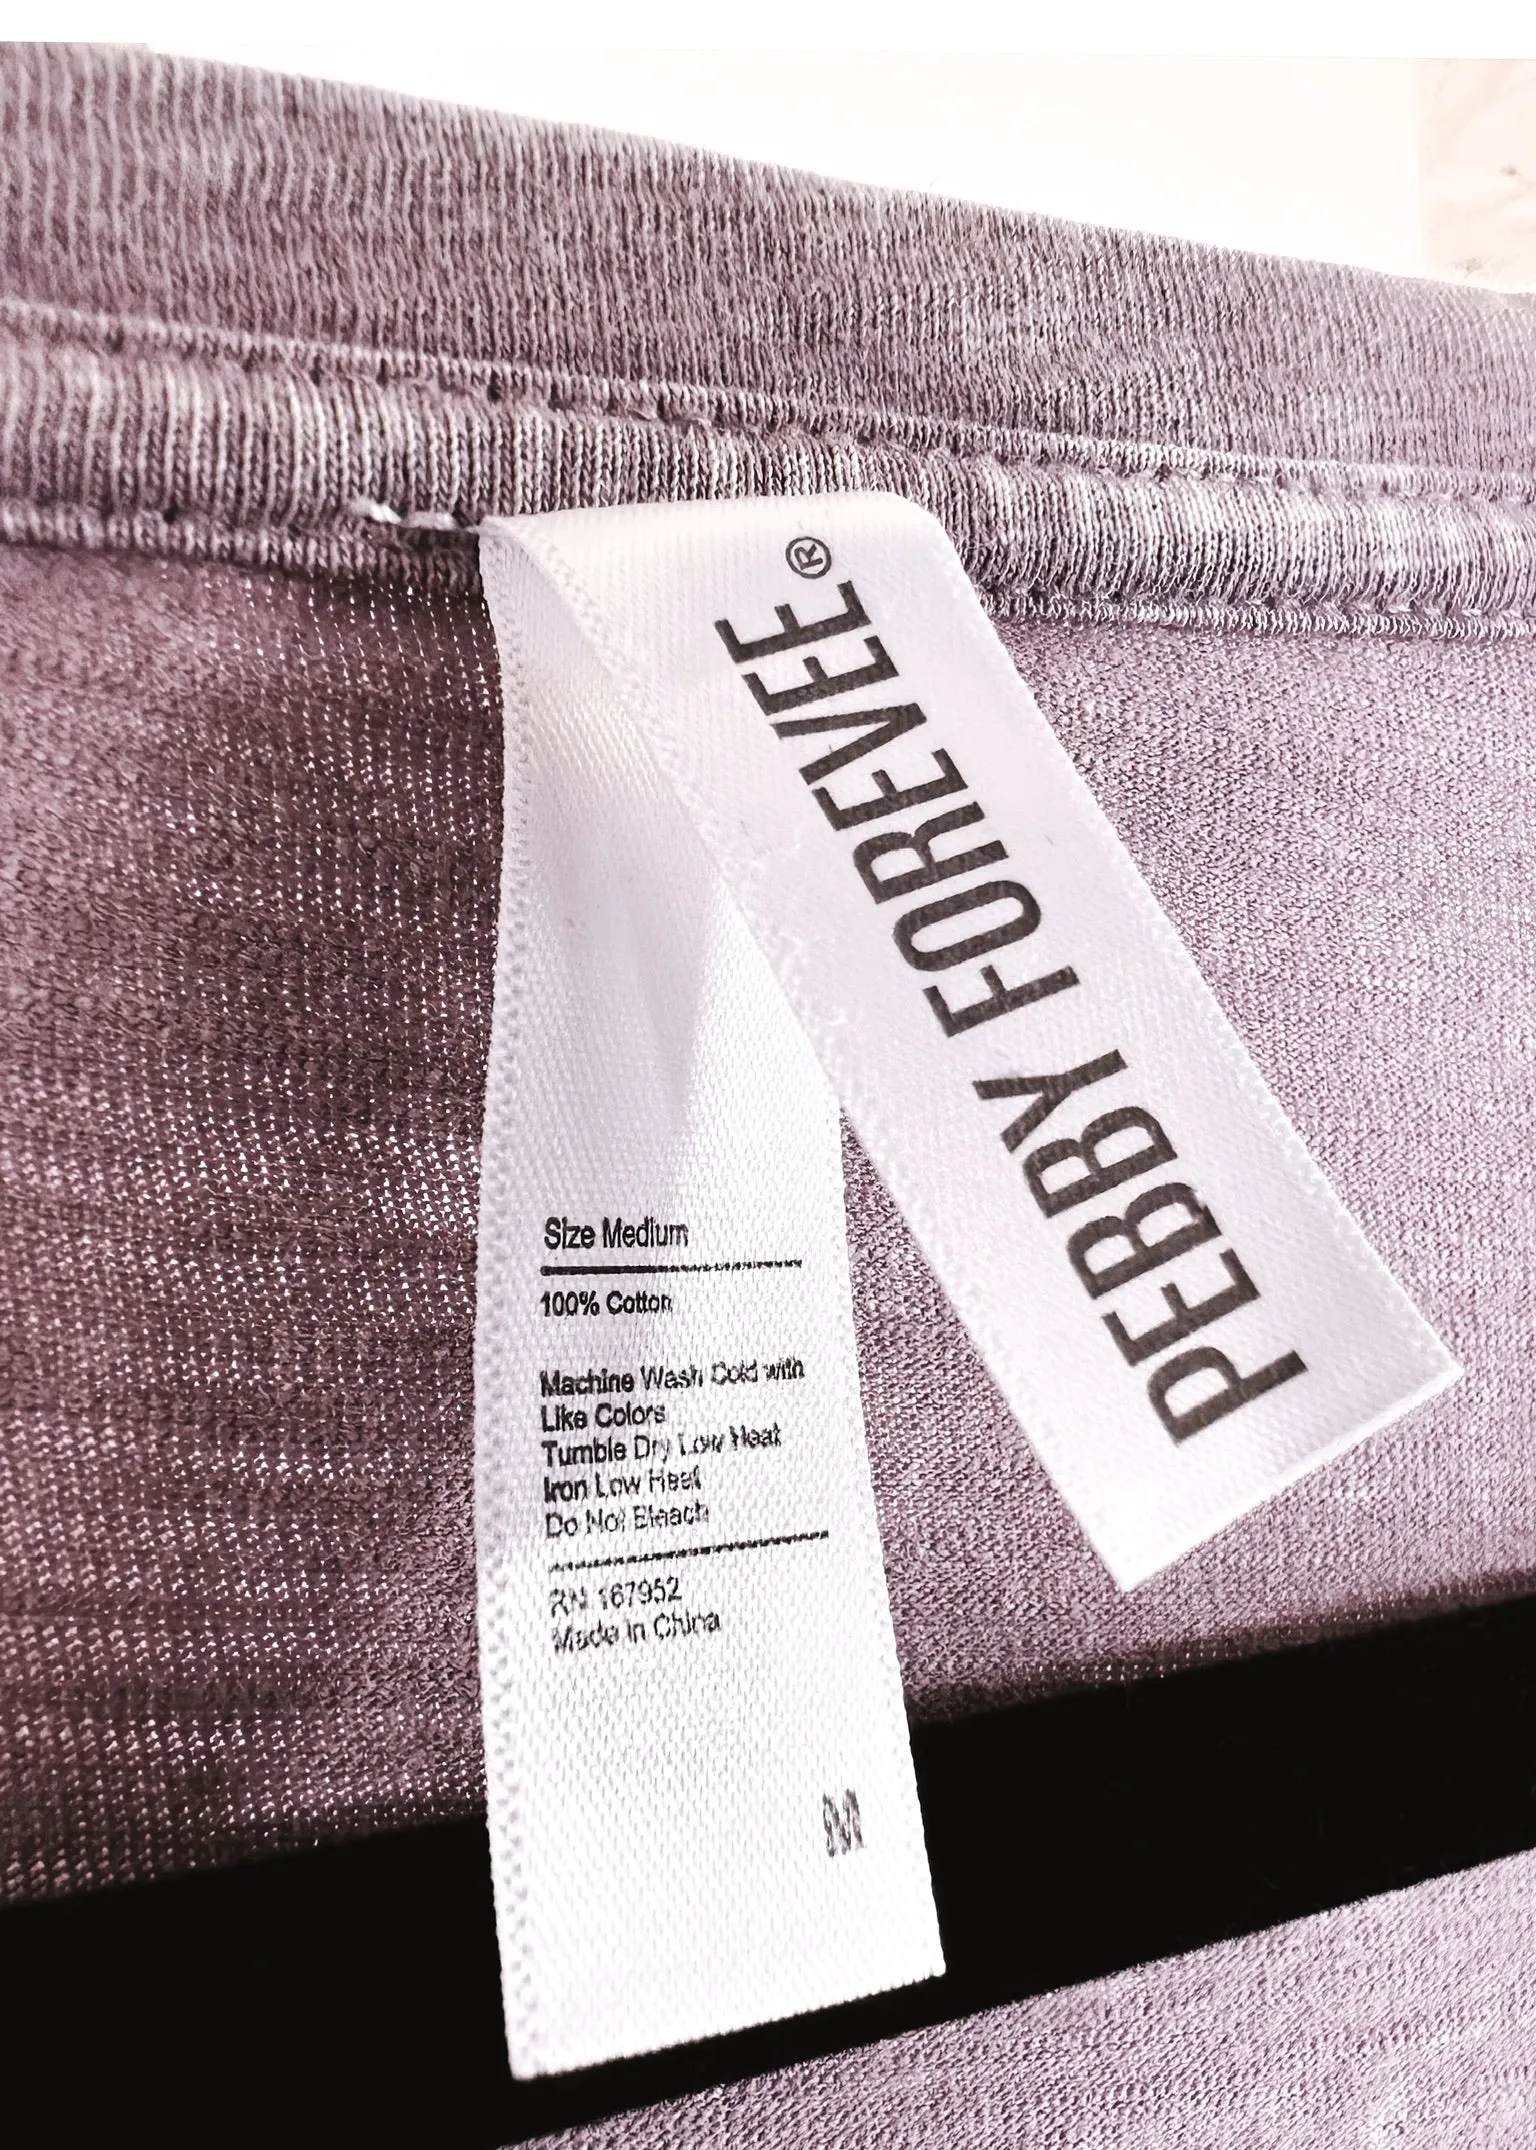 PEBBY FOREVEE®
Size Medium
100% Cotton
Machine Wash Cold with
Like Colors
Tumble Dry Low Heat
Iron Low Heat
Do Not Bleach
RN 167952
Made in China
M